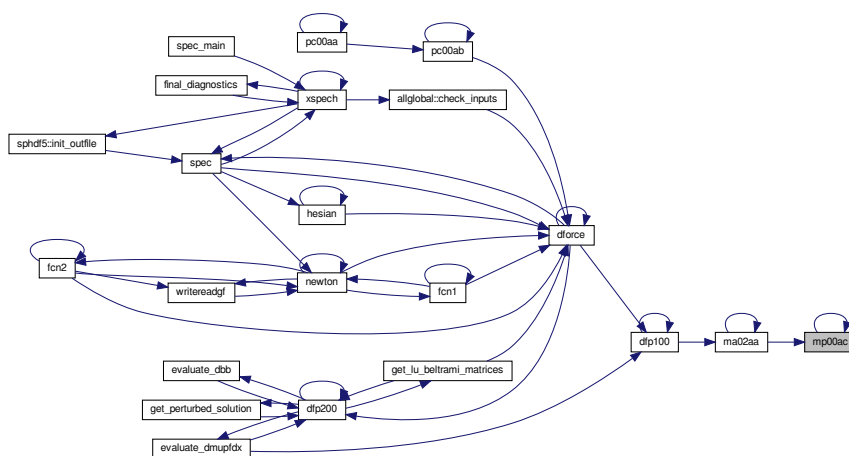 pc00aa
pc00ab
spec_main
final_diagnostics
xspech
allglobal::check_inputs
sphdf5::init_outfile
spec
hesian
dforce
fcn2
newton
writereadgf
fcn1
dfp100
ma02aa
mp00ac
evaluate_dbb
get_lu_beltrami_matrices
get_perturbed_solution
dfp200
evaluate_dmupfdx